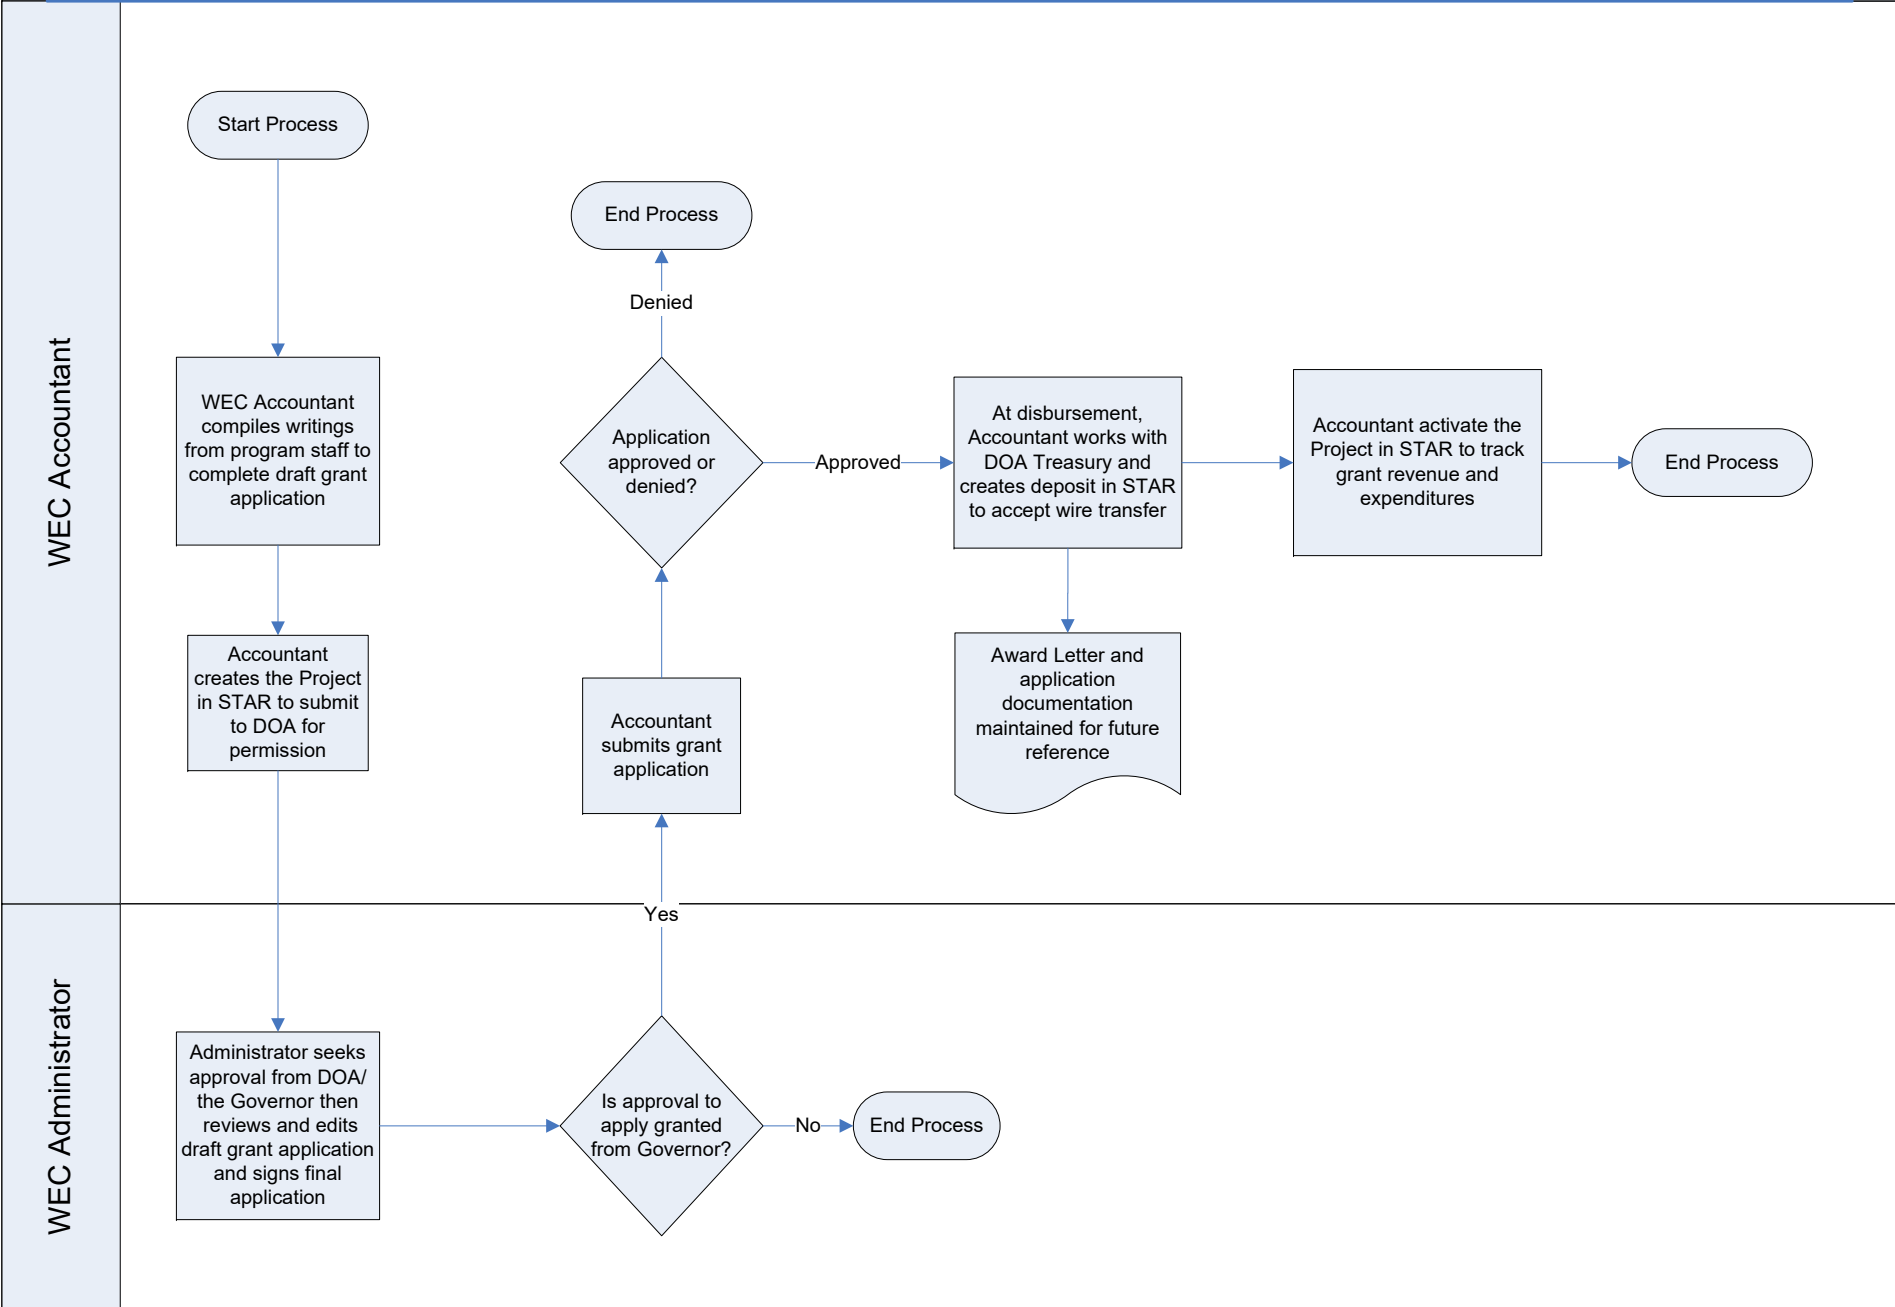 WEC Accountant
Start Process
WEC Accountant
compiles writings
from program staff to
complete draft grant
application
Accountant
creates the Project
in STAR to submit
to DOA for
permission
End Process
Denied
Application
approved or
denied?
Approved
Accountant
submits grant
application
Yes
At disbursement,
Accountant works with
DOA Treasury and
creates deposit in STAR
to accept wire transfer
Award Letter and
application
documentation
maintained for future
reference
Accountant activate the
Project in STAR to track
grant revenue and
expenditures
End Process
WEC Administrator
Administrator seeks
approval from DOA/
the Governor then
reviews and edits
draft grant application
and signs final
application
Is approval to
apply granted
from Governor?
No
End Process